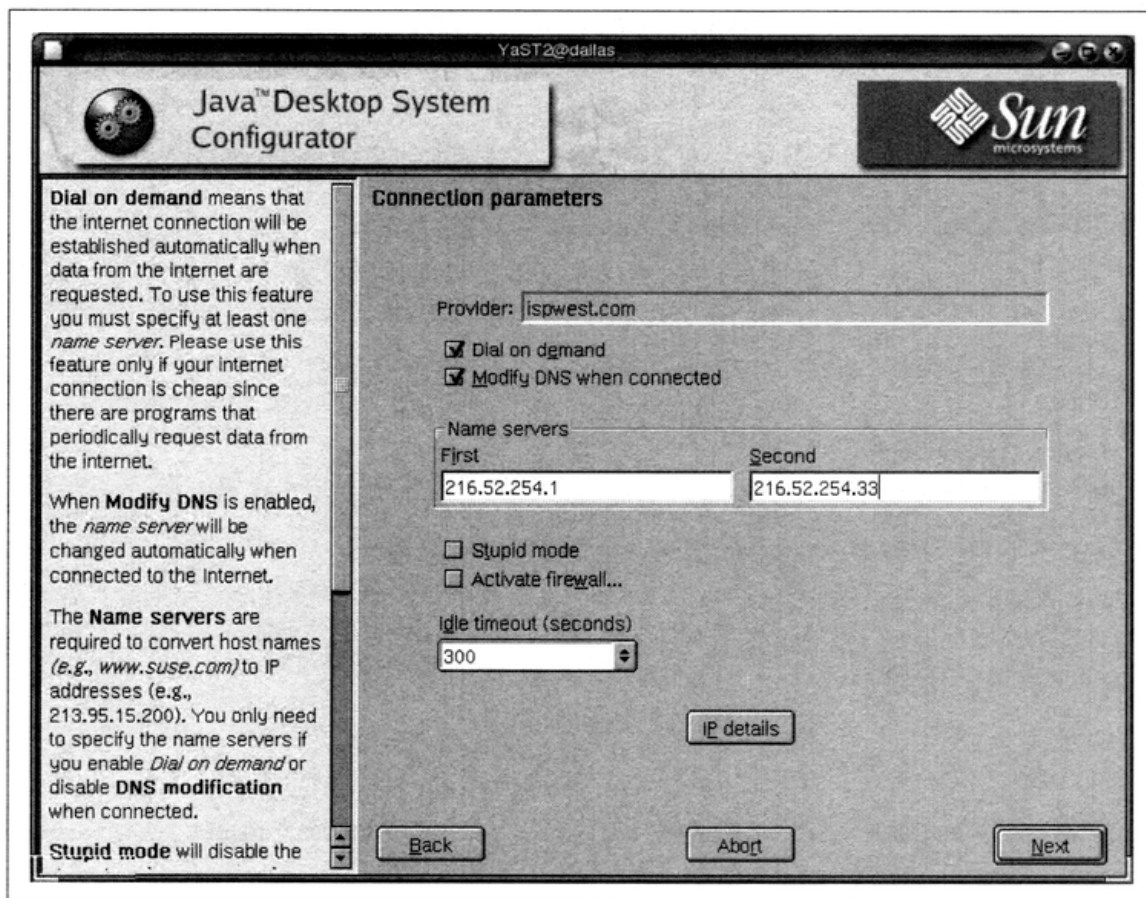 YaST2@dallas
Java™ Desktop System
Configurator
Sun
microsystems
Dial on demand means that
the internet connection will be
established automatically when
data from the Internet are
requested. To use this feature
you must specify at least one
name server. Please use this
feature only if your internet
connection is cheap since
there are programs that
periodically request data from
the internet.
When Modify DNS is enabled,
the name server will be
changed automatically when
connected to the Internet.
The Name servers are
required to convert host names
(e.g., www.suse.com) to IP
addresses (e.g.,
213.95.15.200). You only need
to specify the name servers if
you enable Dial on demand or
disable DNS modification
when connected.
Stupid mode will disable the
Connection parameters
Provider: ispwest.com
Dial on demand
Modify DNS when connected
Name servers
First Second
216.52.254.1 216.52.254.33
Stupid mode
Activate firewall...
Idle timeout (seconds)
300
IP details
Back Abort Next